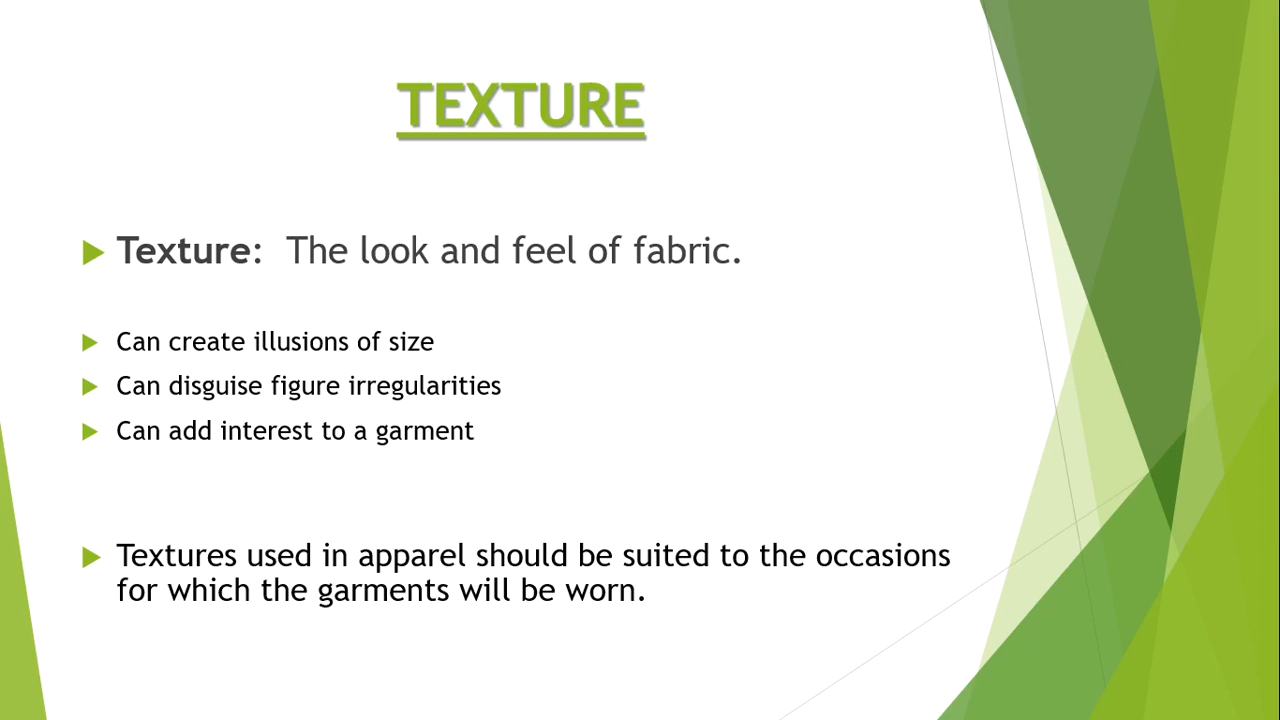 TEXTURE
Texture:  The look and feel of fabric.
Can create illusions of size
Can disguise figure irregularities
Can add interest to a garment
Textures used in apparel should be suited to the occasions
for which the garments will be worn.